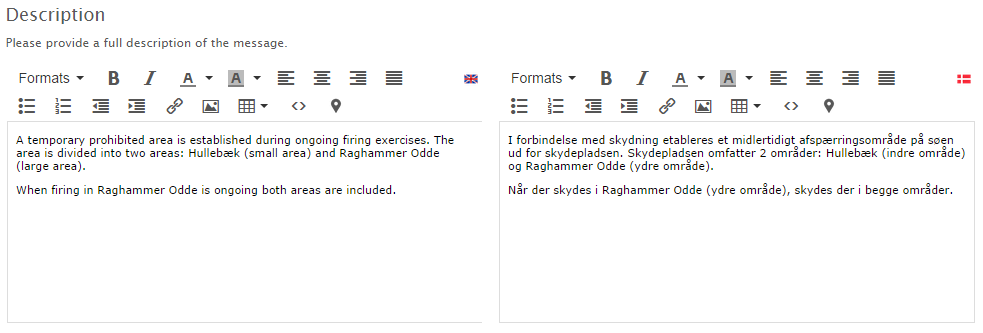 Description
Please provide a full description of the message.
Formats B I A A
Formats B I A A
A temporary prohibited area is established during ongoing firing exercises. The
area is divided into two areas: Hullebæk (small area) and Raghammer Odde
(large area).
When firing in Raghammer Odde is ongoing both areas are included.
I forbindelse med skydning etableres et midlertidigt afspærringsområde på søen
ud for skydepladsen. Skydepladsen omfatter 2 områder: Hullebæk (indre område)
og Raghammer Odde (ydre område).
Når der skydes i Raghammer Odde (ydre område), skydes der i begge områder.